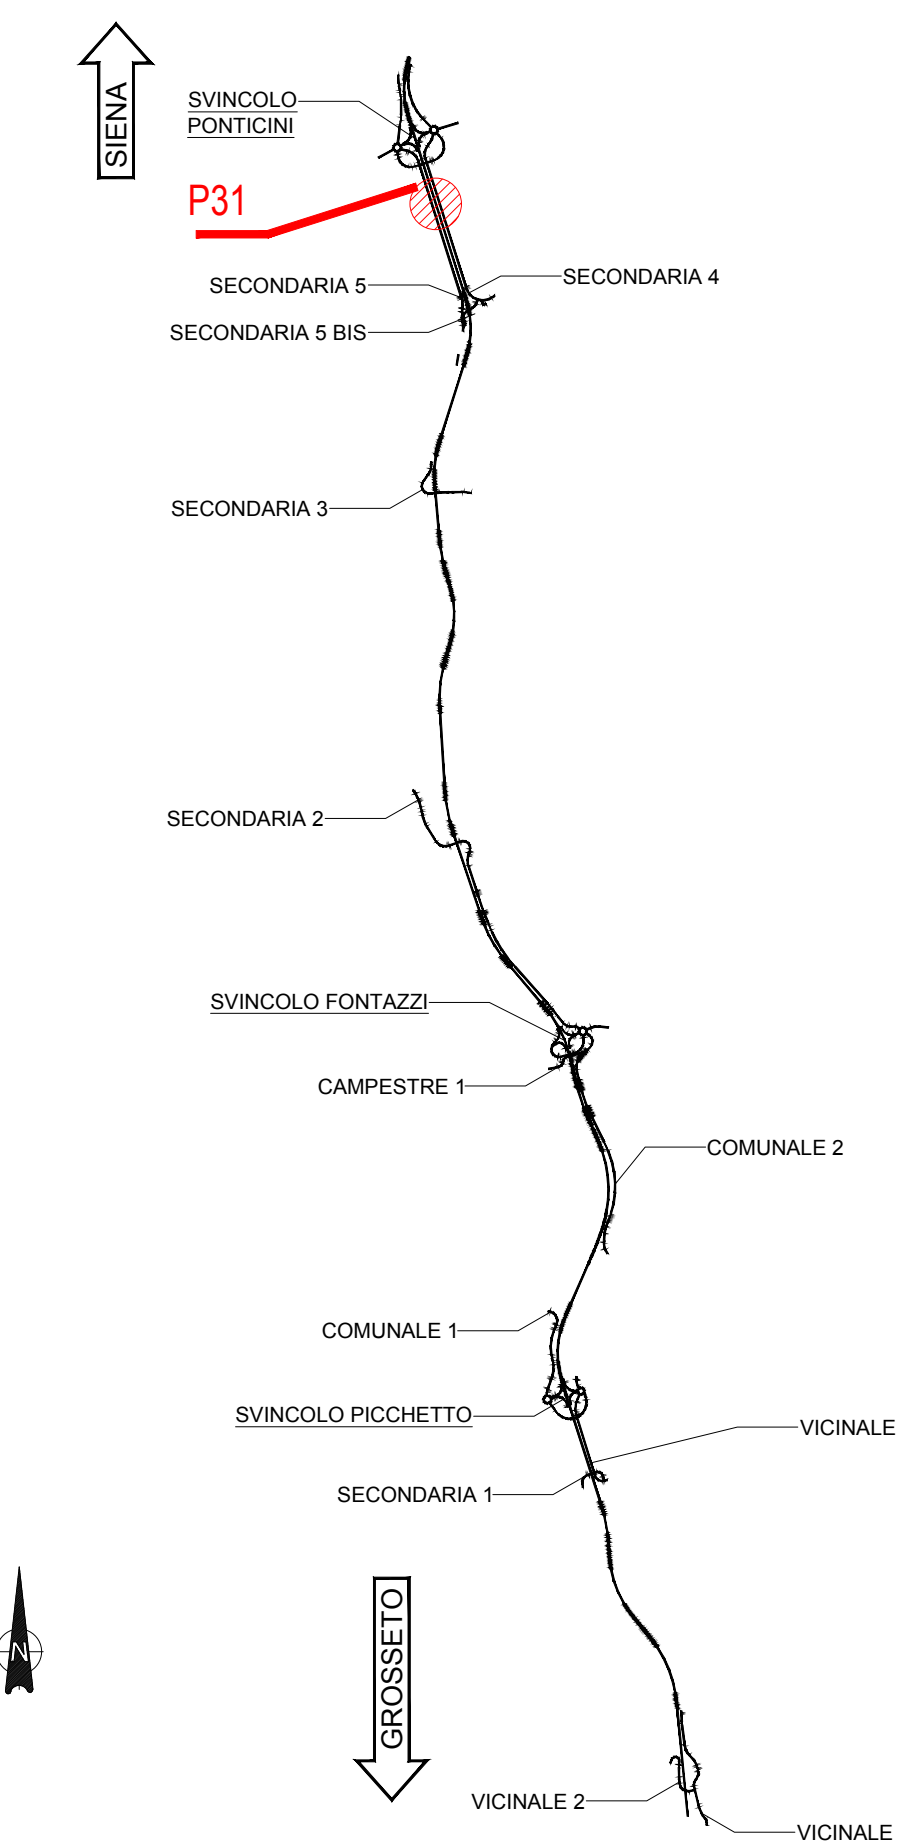 SIENA
SVINCOLO
PONTICINI
P31
SECONDARIA 4
SECONDARIA 5
SECONDARIA 5 BIS
SECONDARIA 3
SECONDARIA 2
SVINCOLO FONTAZZI
CAMPESTRE 1
COMUNALE 2
COMUNALE 1
SVINCOLO PICCHETTO
VICINALE
SECONDARIA 1
GROSSETO
N
VICINALE 2
VICINALE